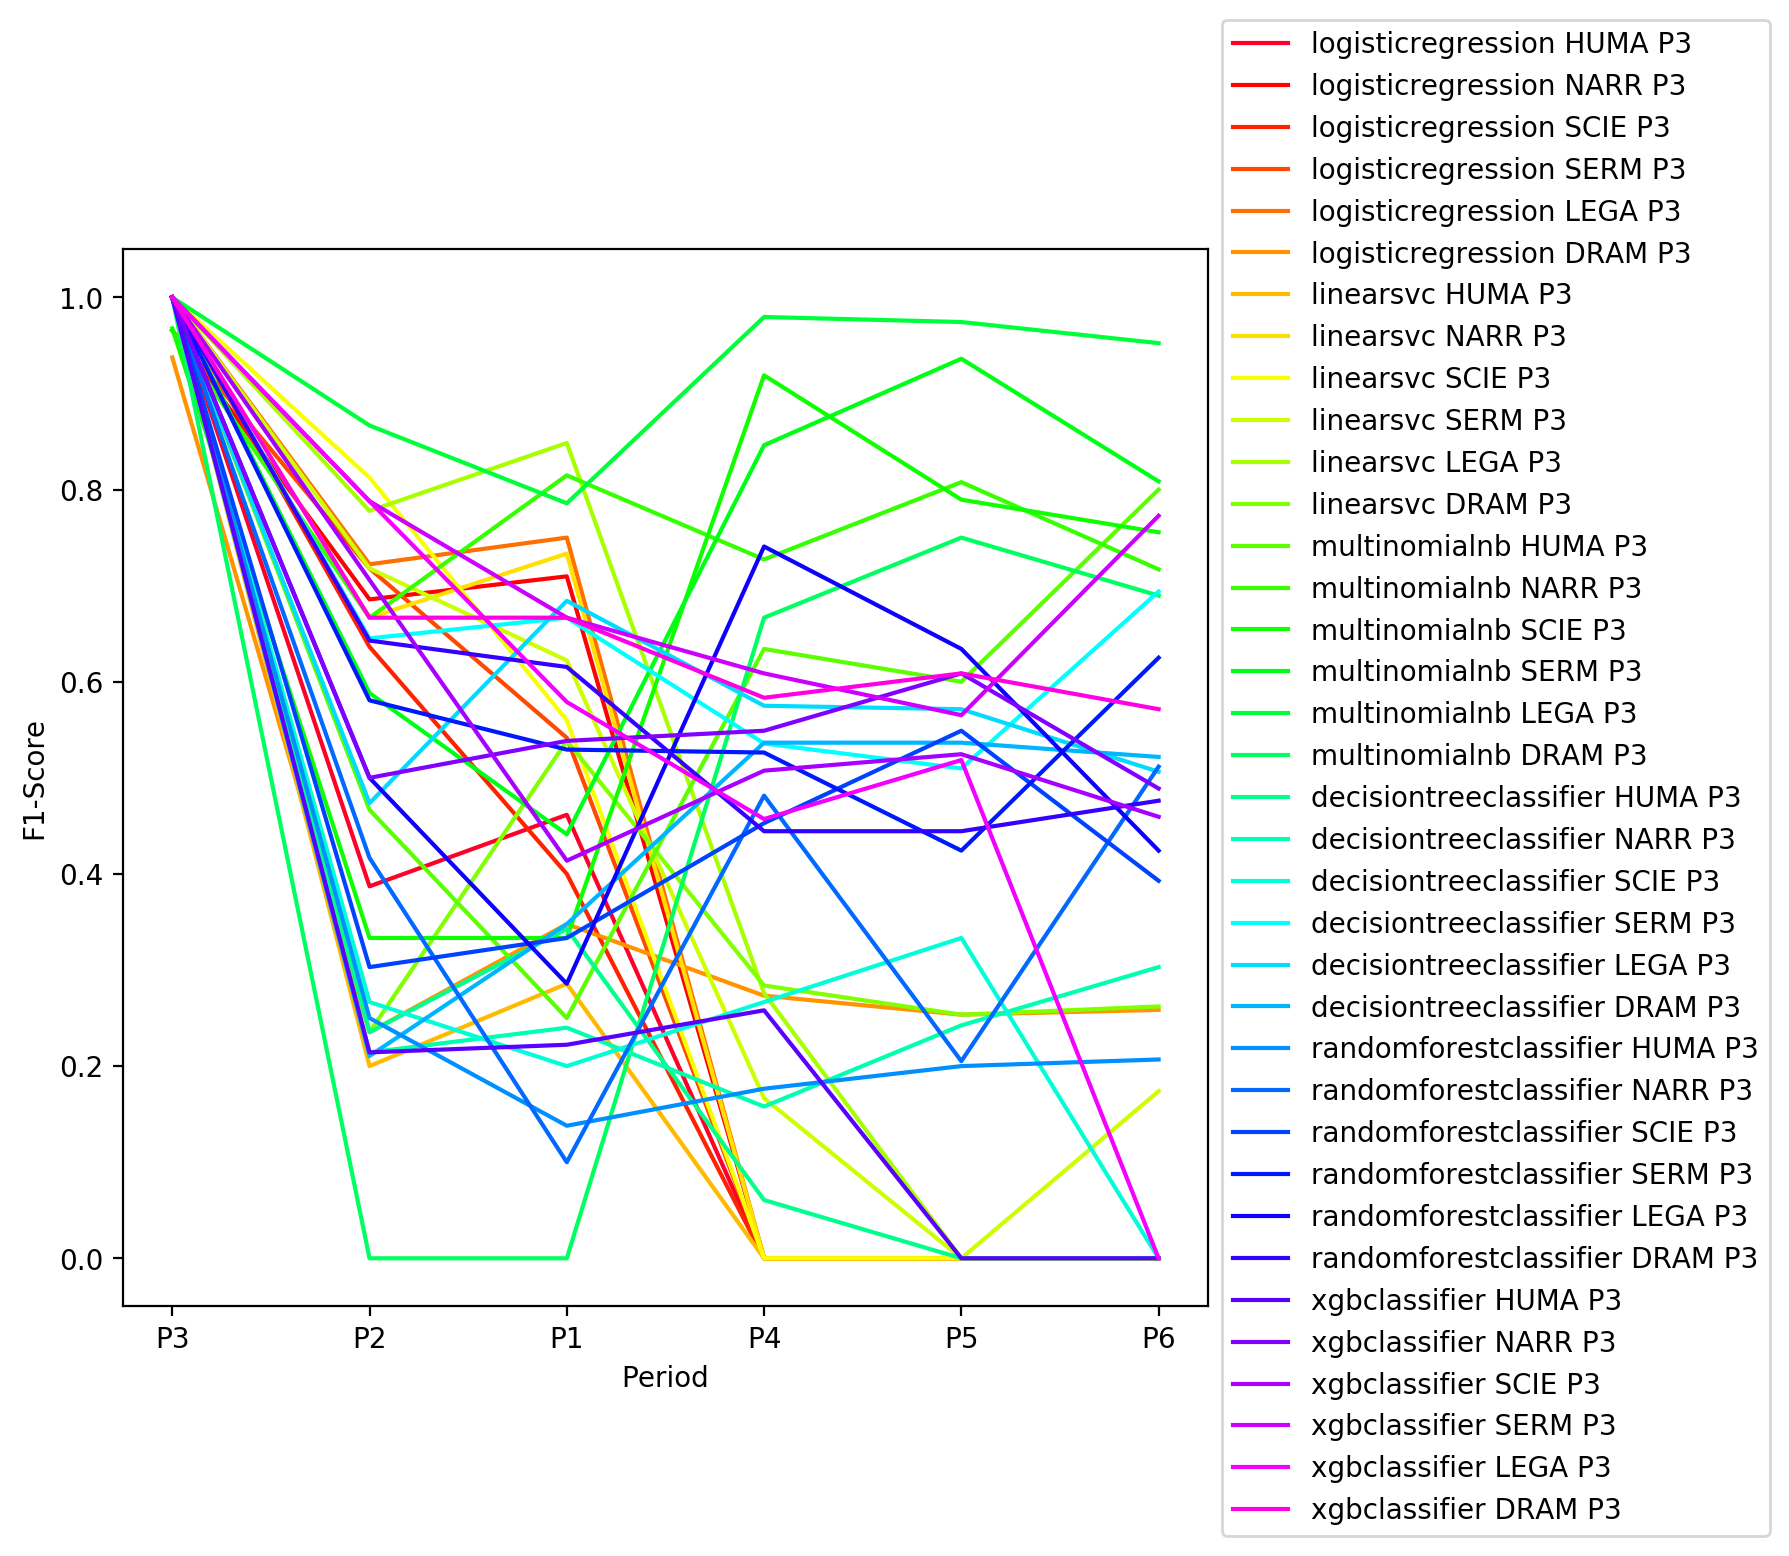 logisticregression HUMA P3
logisticregression NARR P3
logisticregression SCIE P3
logisticregression SERM P3
logisticregression LEGA P3
logisticregression DRAM P3
linearsvc HUMA P3
linearsvc NARR P3
linearsvc SCIE P3
linearsvc SERM P3
linearsvc LEGA P3
linearsvc DRAM P3
multinomialnb HUMA P3
multinomialnb NARR P3
multinomialnb SCIE P3
multinomialnb SERM P3
multinomialnb LEGA P3
multinomialnb DRAM P3
decisiontreeclassifier HUMA P3
decisiontreeclassifier NARR P3
decisiontreeclassifier SCIE P3
decisiontreeclassifier SERM P3
decisiontreeclassifier LEGA P3
decisiontreeclassifier DRAM P3
randomforestclassifier HUMA P3
randomforestclassifier NARR P3
randomforestclassifier SCIE P3
randomforestclassifier SERM P3
randomforestclassifier LEGA P3
randomforestclassifier DRAM P3
xgbclassifier HUMA P3
xgbclassifier NARR P3
xgbclassifier SCIE P3
xgbclassifier SERM P3
xgbclassifier LEGA P3
xgbclassifier DRAM P3
1.0
0.8
0.6
0.4
0.2
0.0
F1-Score
P3 P2 P1 P4 P5 P6
Period